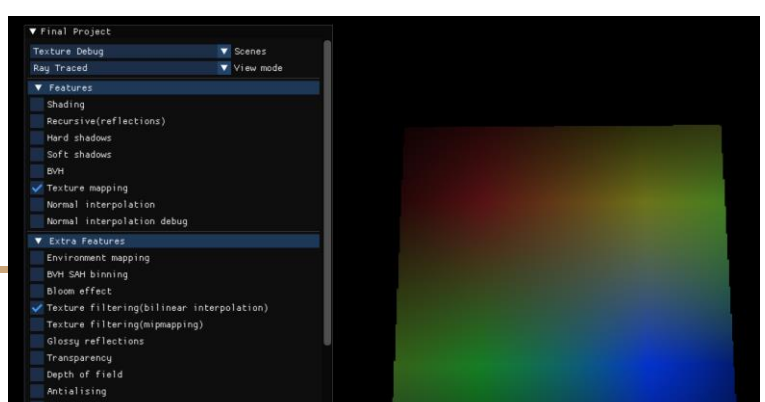 Final Project
Texture Debug Scenes
Ray Traced View mode
Features
Shading
Recursive(reflections)
Hard shadows
Soft shadows
BVH
Texture mapping
Normal interpolation
Normal interpolation debug
Extra Features
Environment mapping
BVH SAH binning
Bloom effect
Texture filtering(bilinear interpolation)
Texture filtering(mipmapping)
Glossy reflections
Transparency
Depth of field
Antialising